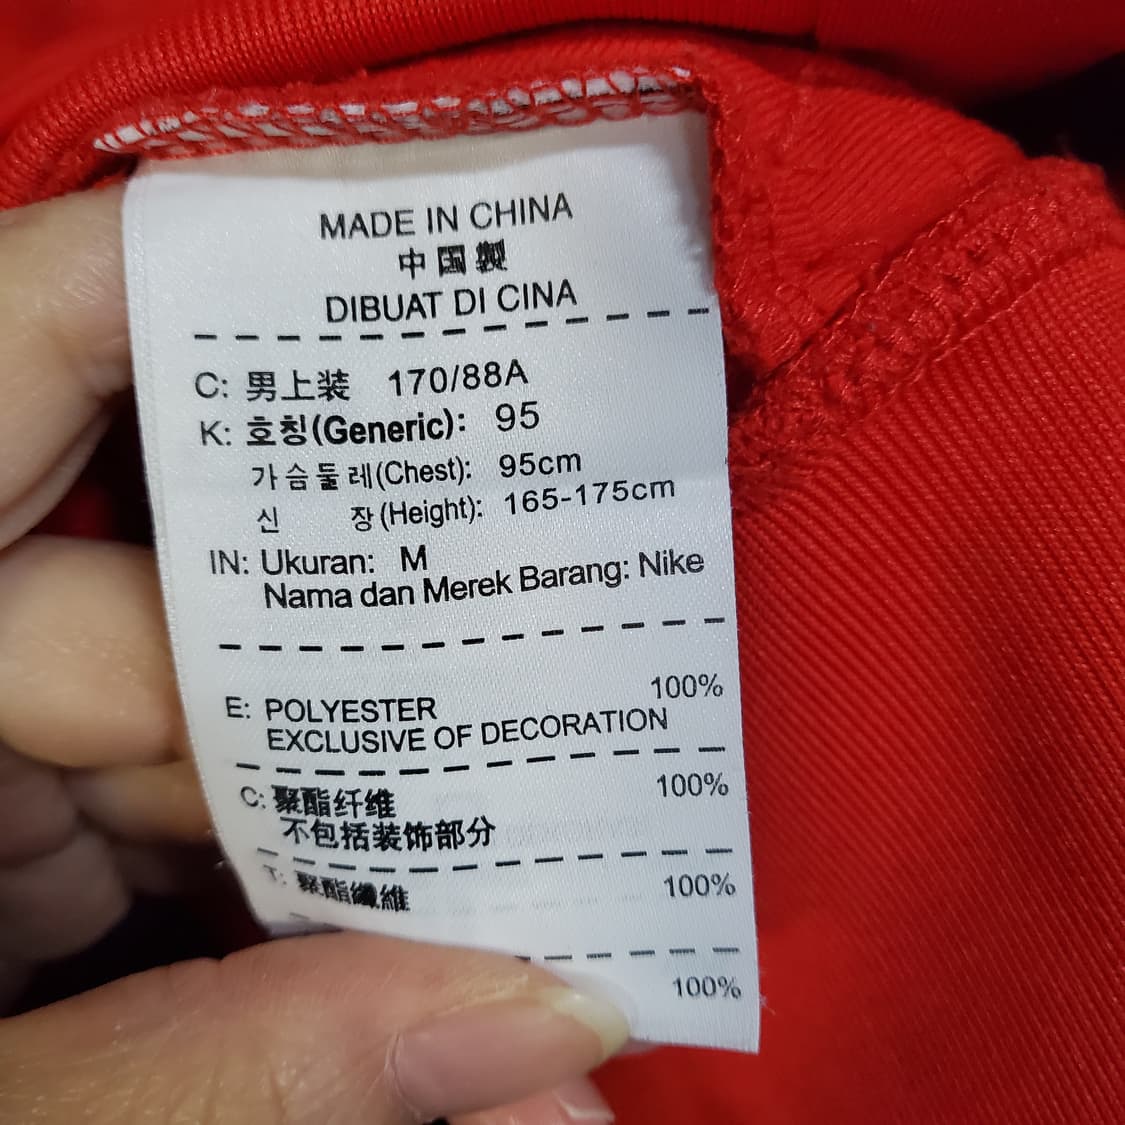 MADE IN CHINA
中国製
DIBUAT DI CINA
C: 男上装 170/88A
K: 호칭(Generic): 95
가슴둘레(Chest): 95cm
신 장(Height): 165-175cm
IN: Ukuran: M
Nama dan Merek Barang: Nike
100%
E: POLYESTER
EXCLUSIVE OF DECORATION
100%
C: 聚酯纤维
不包括装饰部分
T: 聚酯纖維 100%
100%